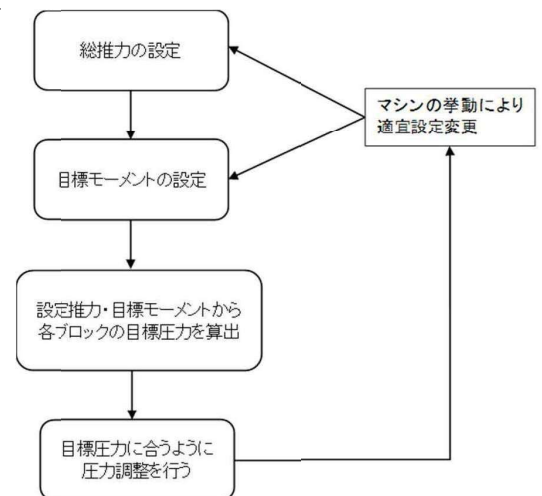 総推力の設定
マシンの挙動により
適宜設定変更
目標モーメントの設定
設定推力・目標モーメントから
各ブロックの目標圧力を算出
目標圧力に合うように
圧力調整を行う